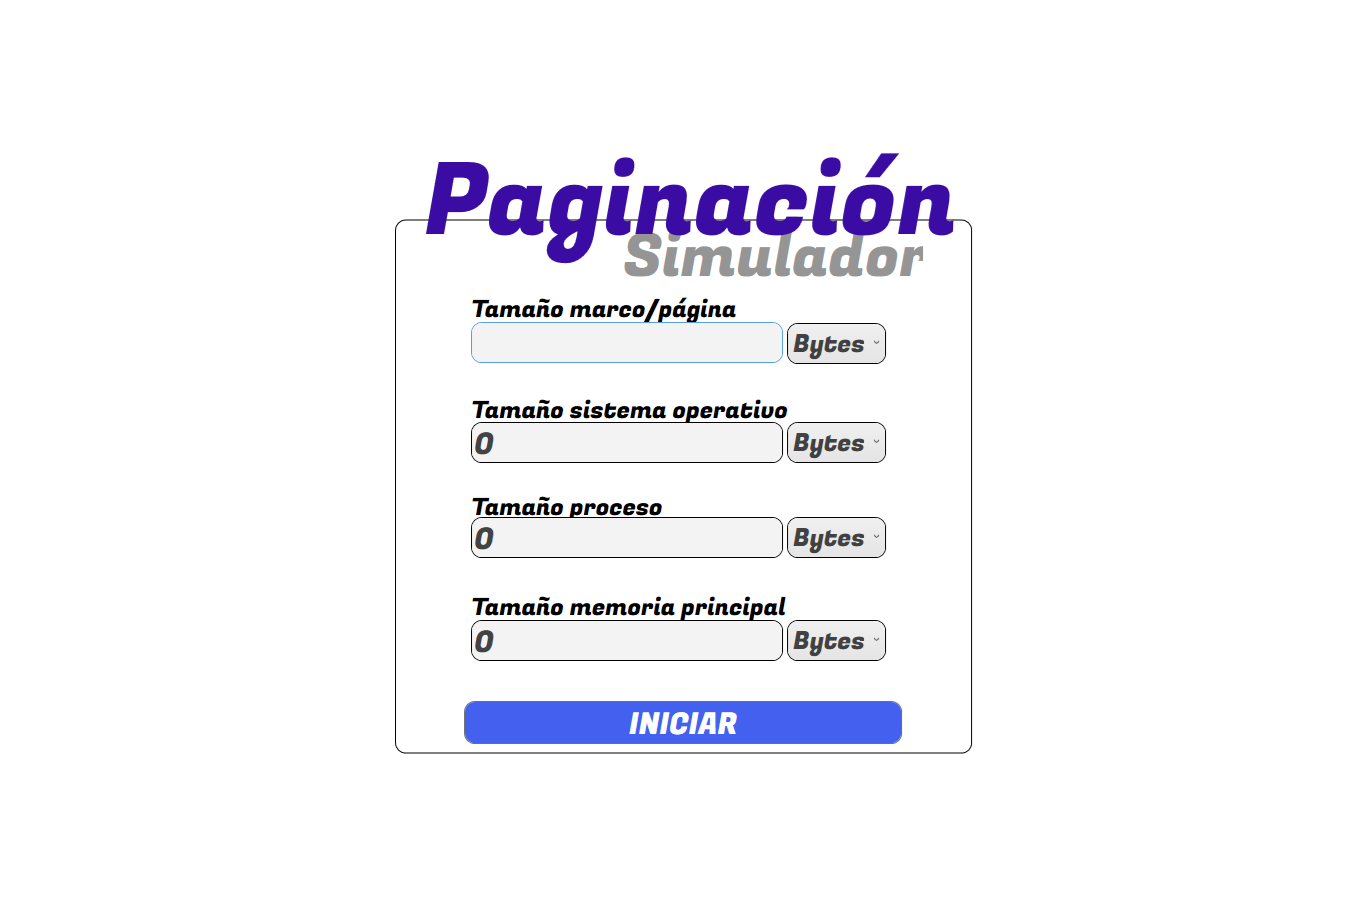 Paginación
Simulador
Tamaño marco/página
Bytes
Tamaño sistema operativo
0 Bytes
Tamaño proceso
0 Bytes
Tamaño memoria principal
0 Bytes
INICIAR